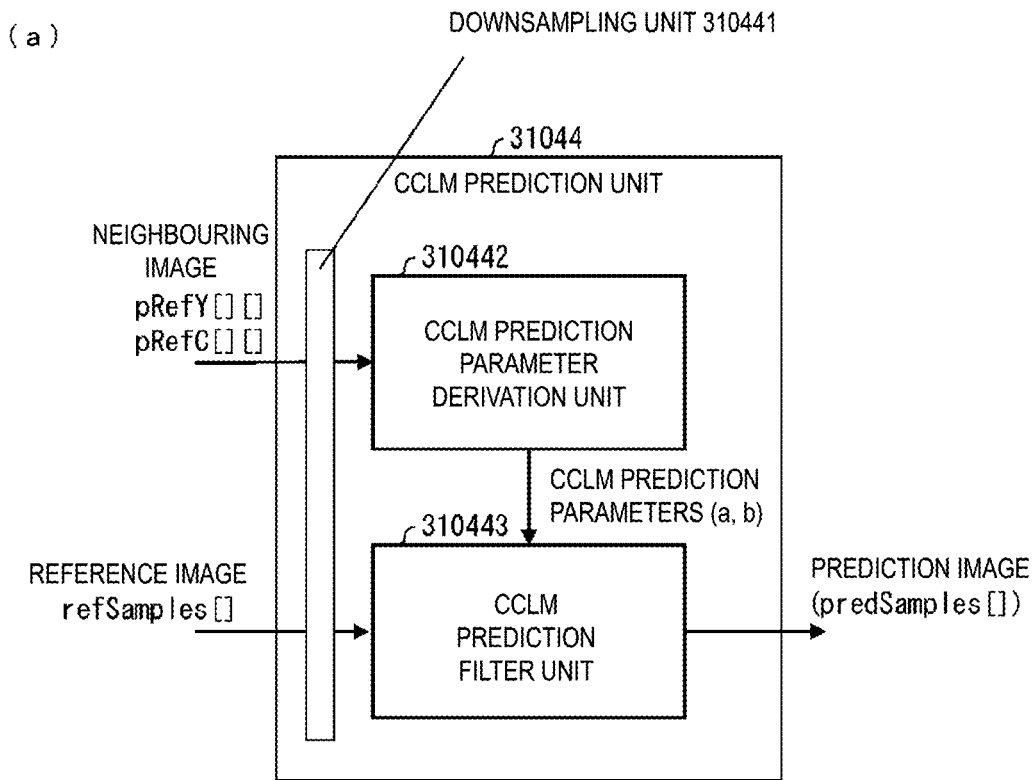 (a)
DOWNSAMPLING UNIT 310441
31044
CCLM PREDICTION UNIT
NEIGHBOURING
IMAGE
pRefY[][]
pRefC[][]
310442
CCLM PREDICTION
PARAMETER
DERIVATION UNIT
CCLM PREDICTION
PARAMETERS (a, b)
310443
REFERENCE IMAGE
refSamples[]
CCLM
PREDICTION
FILTER UNIT
PREDICTION IMAGE
(predSamples[])